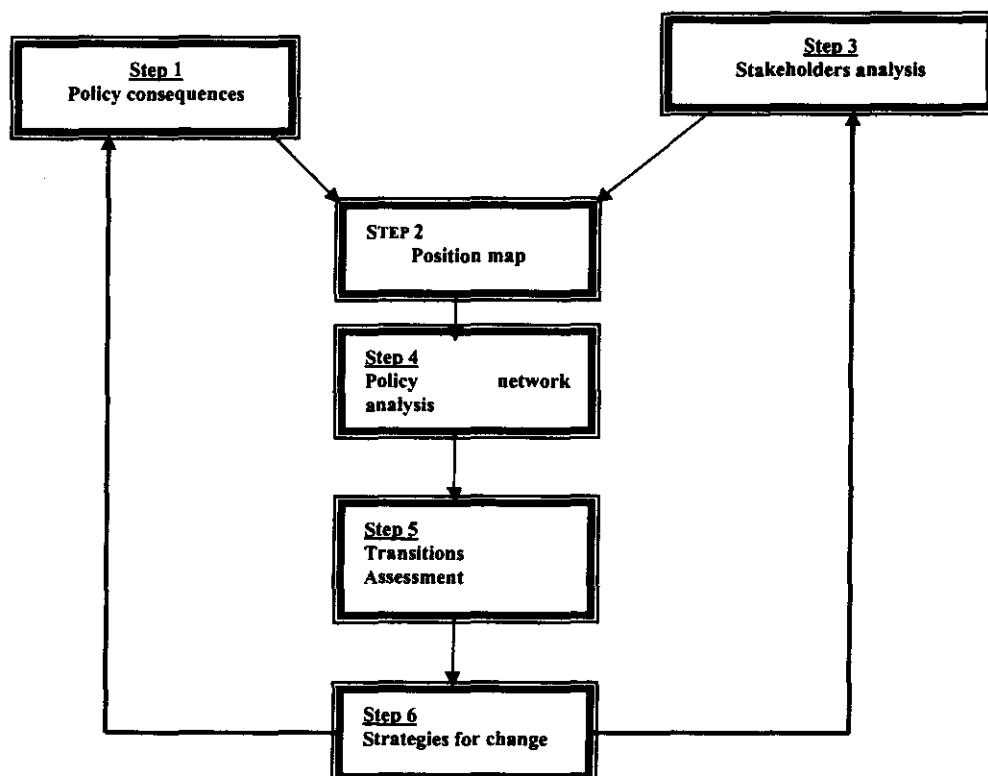 Step 1
Policy consequences
Step 3
Stakeholders analysis
STEP 2
Position map
Step 4
Policy network
analysis
Step 5
Transitions
Assessment
Step 6
Strategies for change